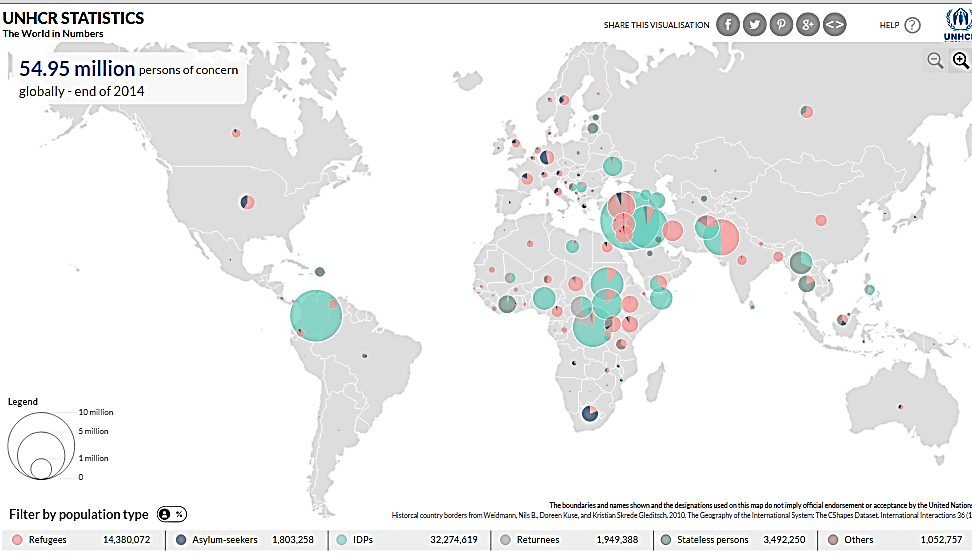 UNHCR STATISTICS
The World in Numbers
SHARE THIS VISUALISATION
HELP ?
UNHC
54.95 million persons of concern
globally - end of 2014
Legend
10 million
5 million
1 million
0
Filter by population type %
The boundaries and names shown and the designations used on this map do not imply official endorsement or acceptance by the United Nations
Historcal country borders from Weidmann, Nils B., Doreen Kuse, and Kristian Skrede Gleditsch. 2010. The Geography of the International System: The CShapes Dataset. International Interactions 36 (1
Refugees 14,380,072 Asylum-seekers 1,803,258 IDPs 32,274,619 Returnees 1,949,388 Stateless persons 3,492,250 Others 1,052,757